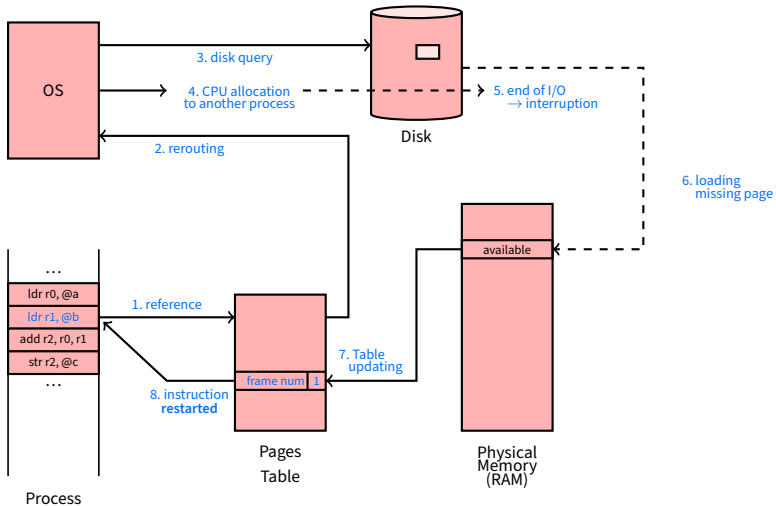 OS
3. disk query
4. CPU allocation
to another process
5. end of I/O
→ interruption
Disk
2. rerouting
6. loading
missing page
available
...
ldr r0, @a
ldr r1, @b
add r2, r0, r1
str r2, @c
...
1. reference
7. Table
updating
frame num 1
8. instruction
restarted
Pages
Table
Physical
Memory
(RAM)
Process